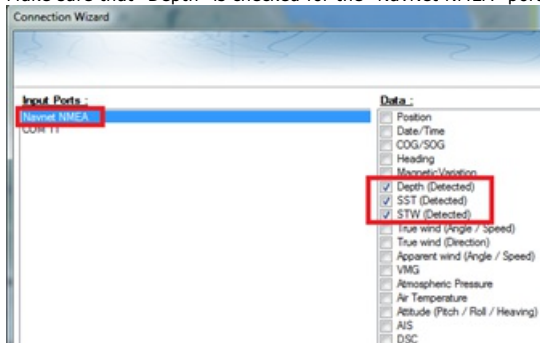 Make sure that "Depth" is checked for the "NavNet NMEA" port
Connection Wizard
Input Ports :
Navnet NMEA
COM 11
Data :
Position
Date/Time
COG/SOG
Heading
Magnetic Variation
Depth (Detected)
SST (Detected)
STW (Detected)
True wind (Angle / Speed)
True wind (Direction)
Apparent wind (Angle / Speed)
VMG
Atmospheric Pressure
Air Temperature
Attitude (Pitch / Roll / Heaving)
AIS
DSC